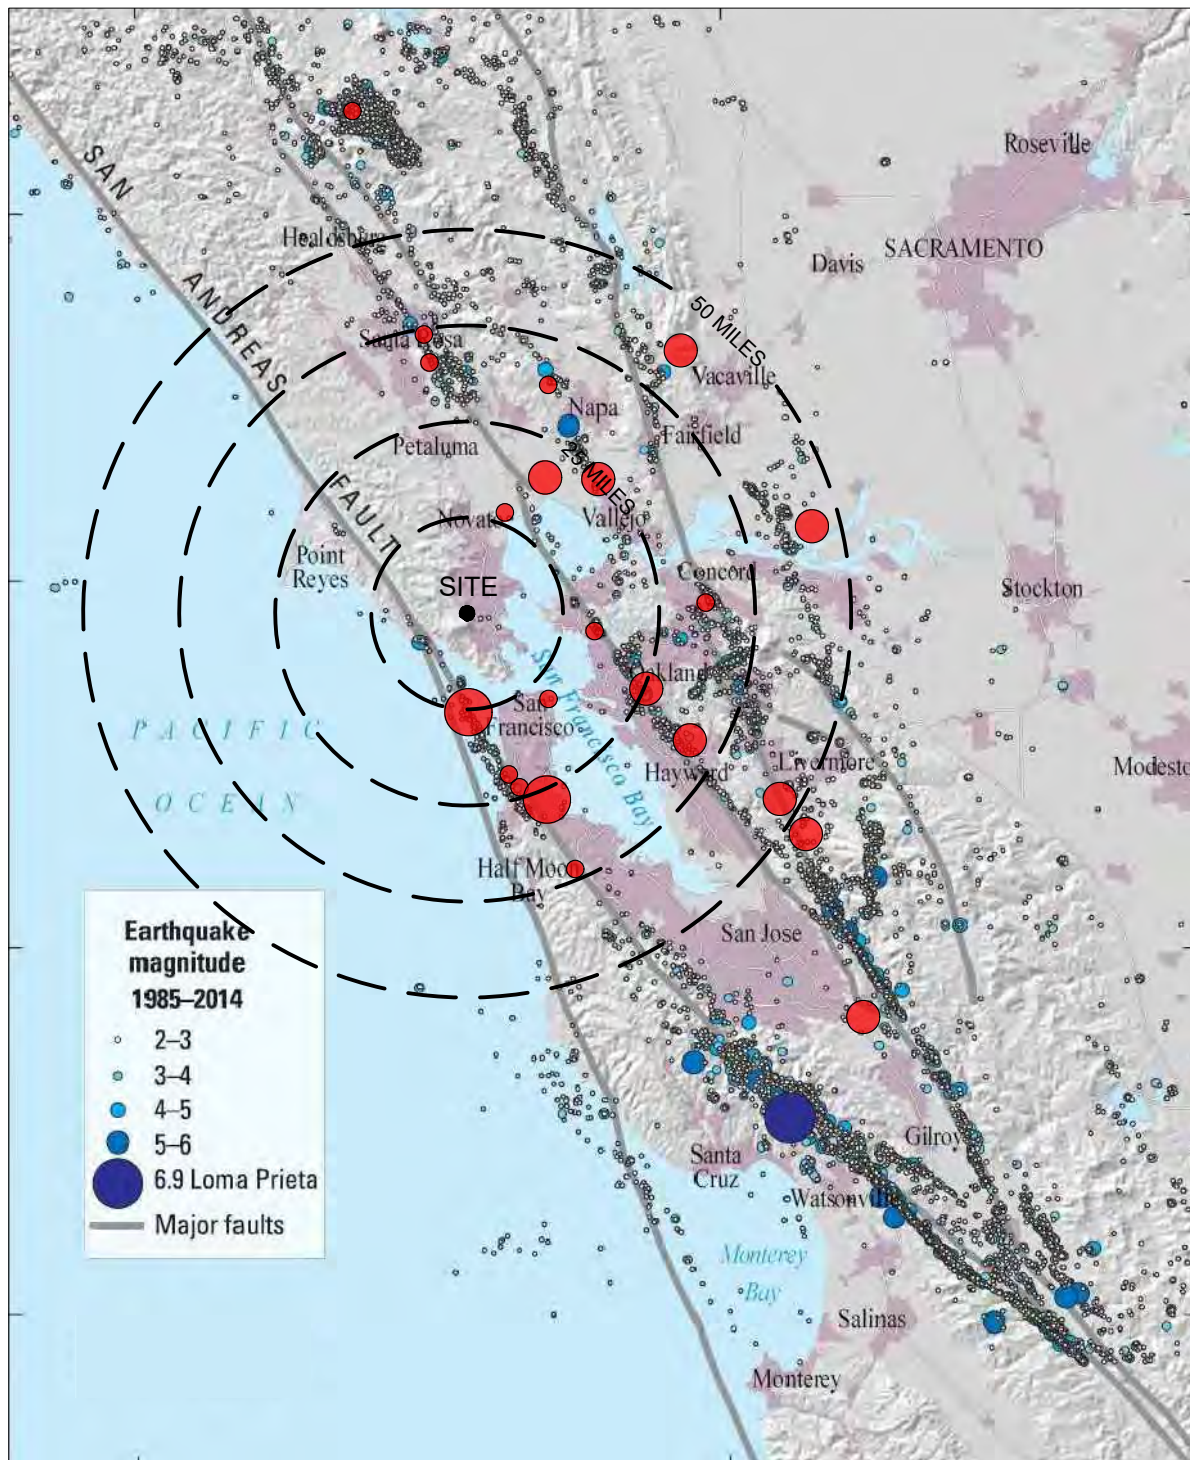 Roseville
SACRAMENTO
Davis
Healdsburg
SAN
ANDREAS
FAULT
50 MILES
Santa Rosa
Vacaville
Napa
Petaluma
Fairfield
25 MILES
Novato
Vallejo
Point
Reyes
Concord
SITE
Stockton
San Francisco Bay
Oakland
San
Francisco
PACIFIC
OCEAN
Hayward
Livermore
Modesto
Half Moon
Bay
San Jose
Earthquake
magnitude
1985–2014
2–3
3–4
4–5
5–6
6.9 Loma Prieta
Major faults
Gilroy
Santa
Cruz
Watsonville
Monterey
Bay
Salinas
Monterey